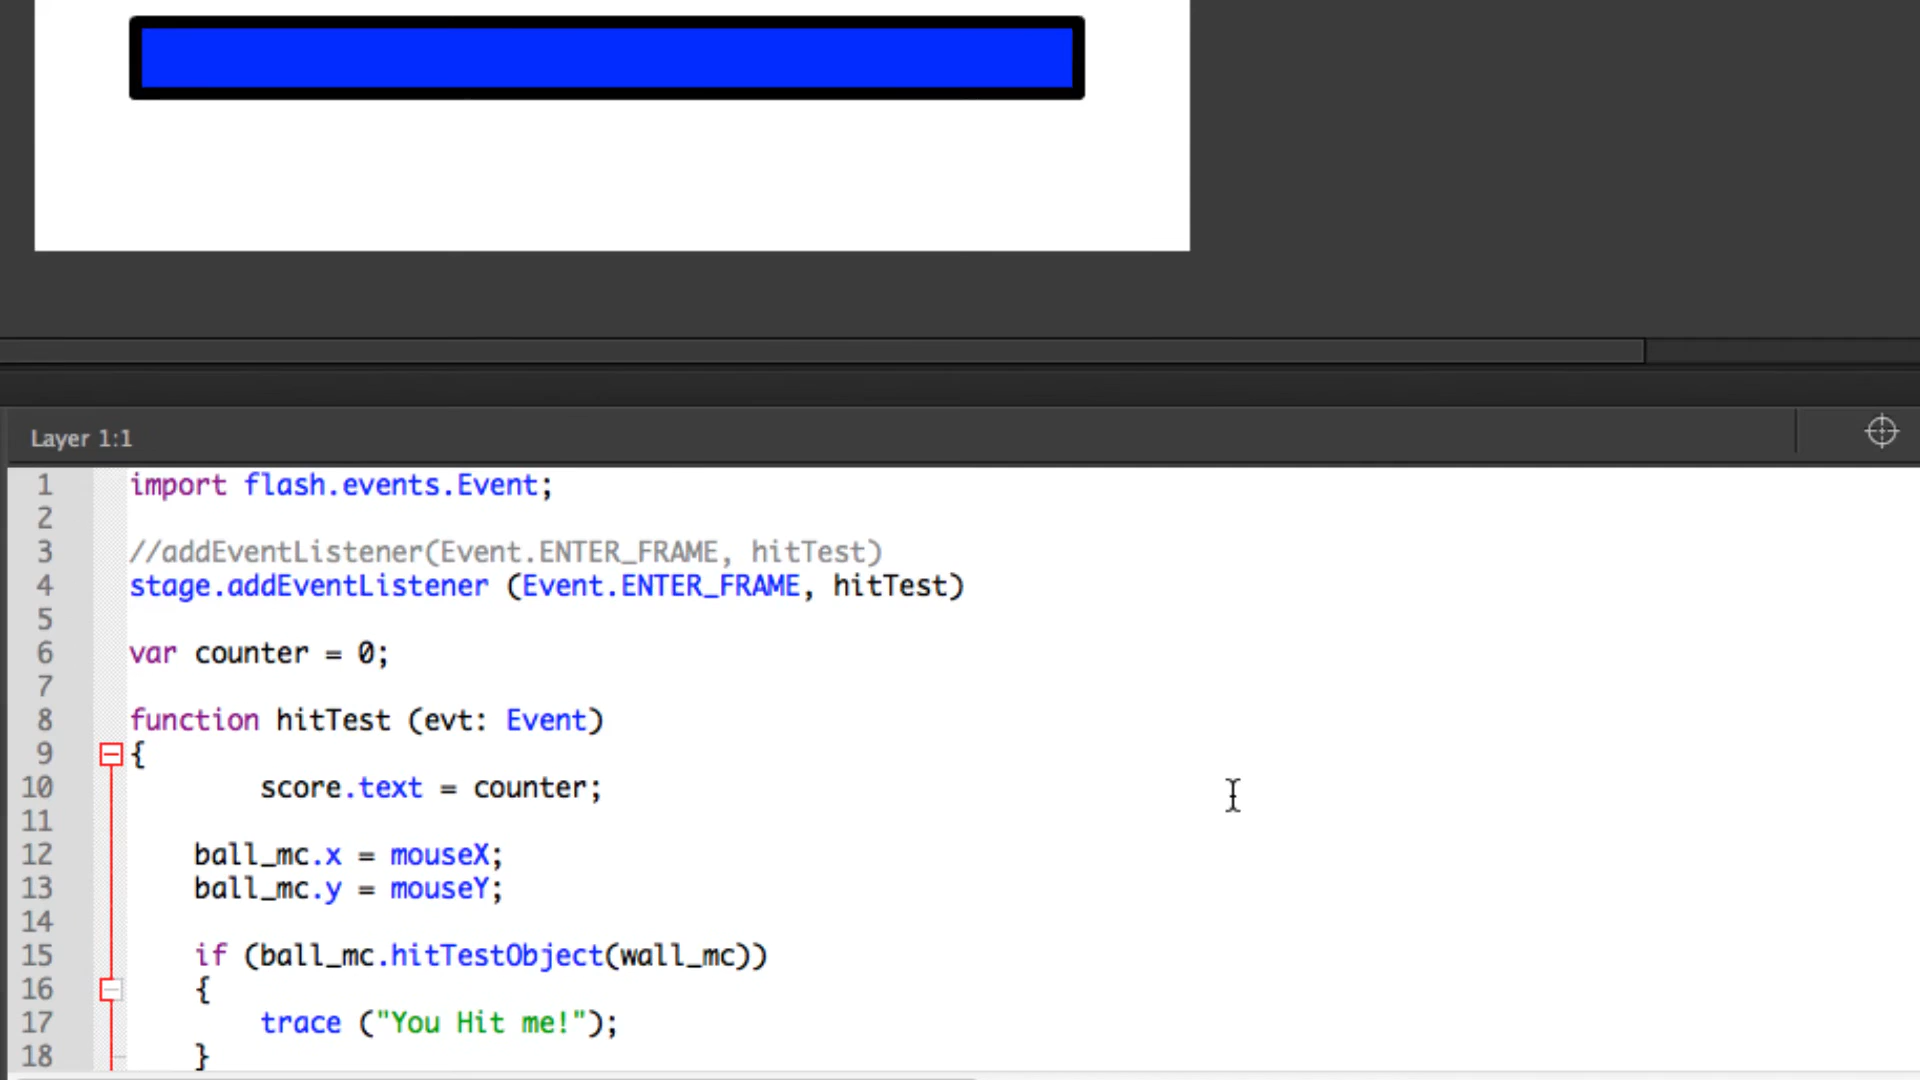 Layer 1:1
1 import flash.events.Event;
2
3 //addEventListener(Event.ENTER_FRAME, hitTest)
4 stage.addEventListener (Event.ENTER_FRAME, hitTest)
5
6 var counter = 0;
7
8 function hitTest (evt: Event)
9 {
10 score.text = counter;
11
12 ball_mc.x = mouseX;
13 ball_mc.y = mouseY;
14
15 if (ball_mc.hitTestObject(wall_mc))
16 {
17 trace ("You Hit me!");
18 }